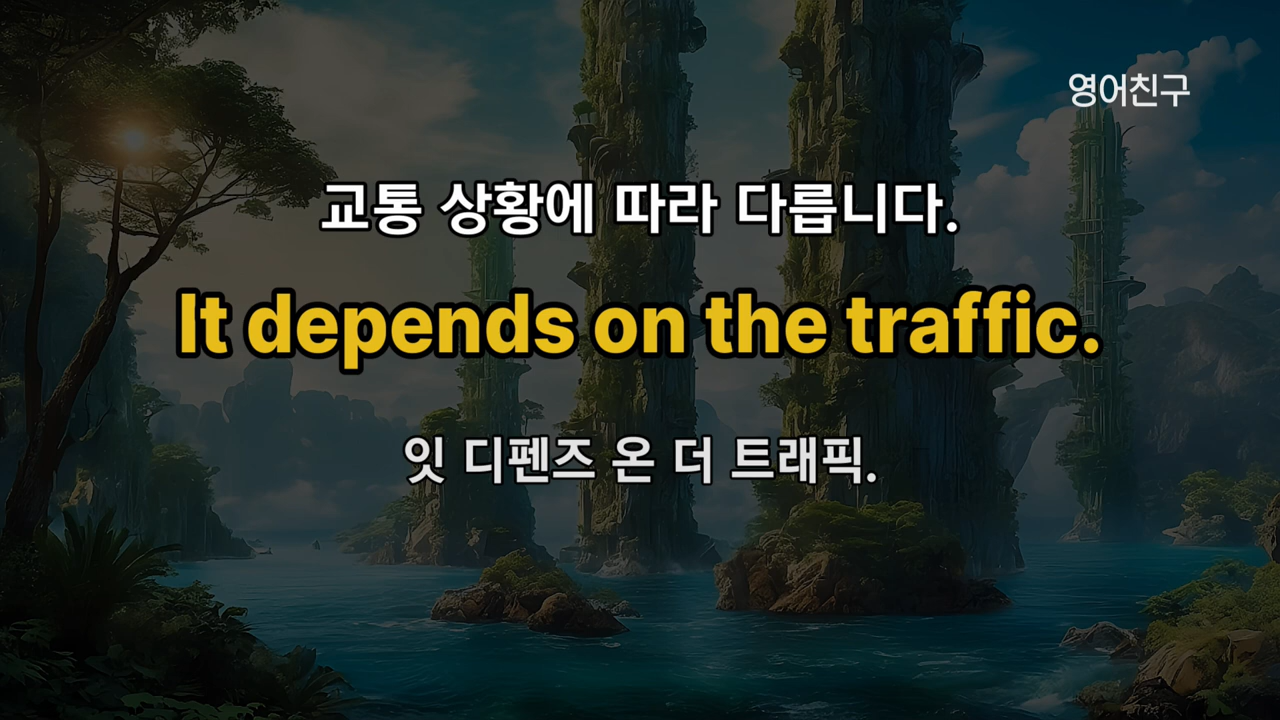 영어친구
교통 상황에 따라 다릅니다.
It depends on the traffic.
잇 디펜즈 온 더 트래픽.